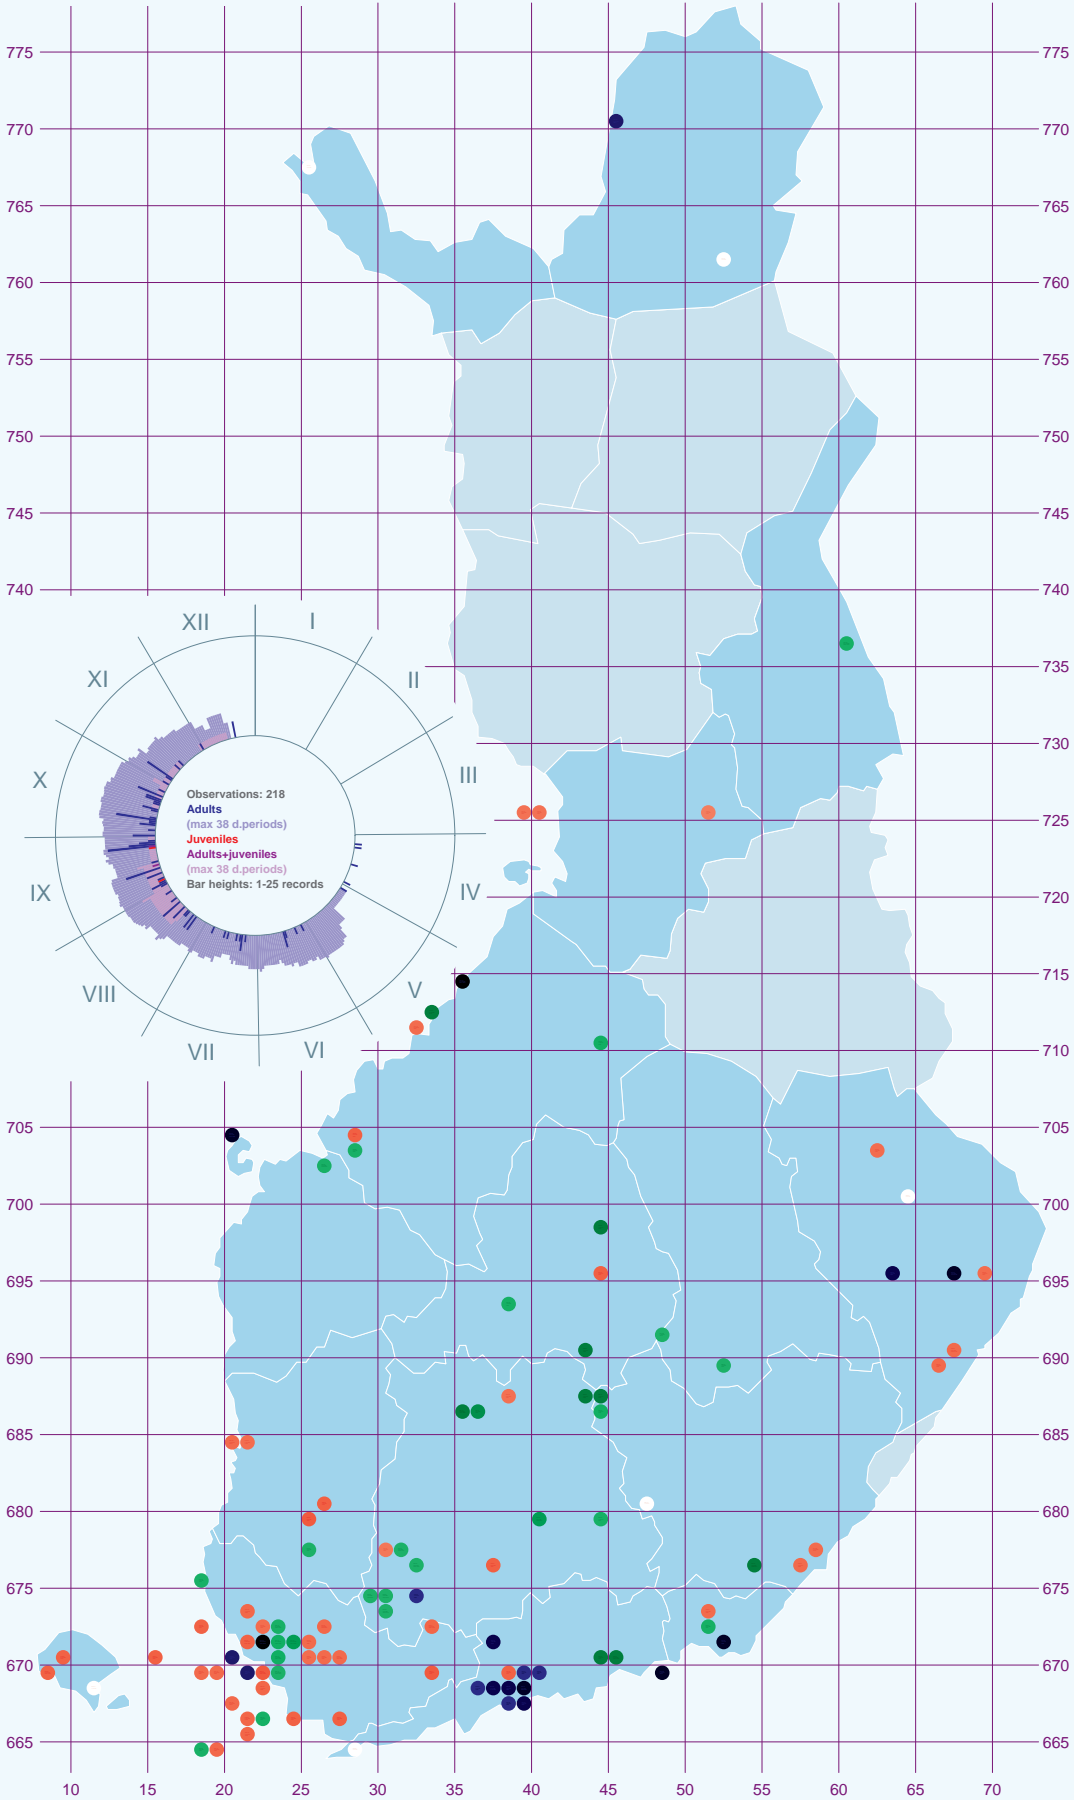 775 775
770 770
765 765
760 760
755 755
750 750
745 745
740 740
XII I
XI II
735
730
X III
Observations: 218
Adults
(max 38 d.periods)
725
Juveniles
Adults+juveniles
(max 38 d.periods)
Bar heights: 1-25 records
IX IV
720
715
VIII V
VII VI
710
705 705
700 700
695 695
690 690
685 685
680 680
675 675
670 670
665 665
10 15 20 25 30 35 40 45 50 55 60 65 70